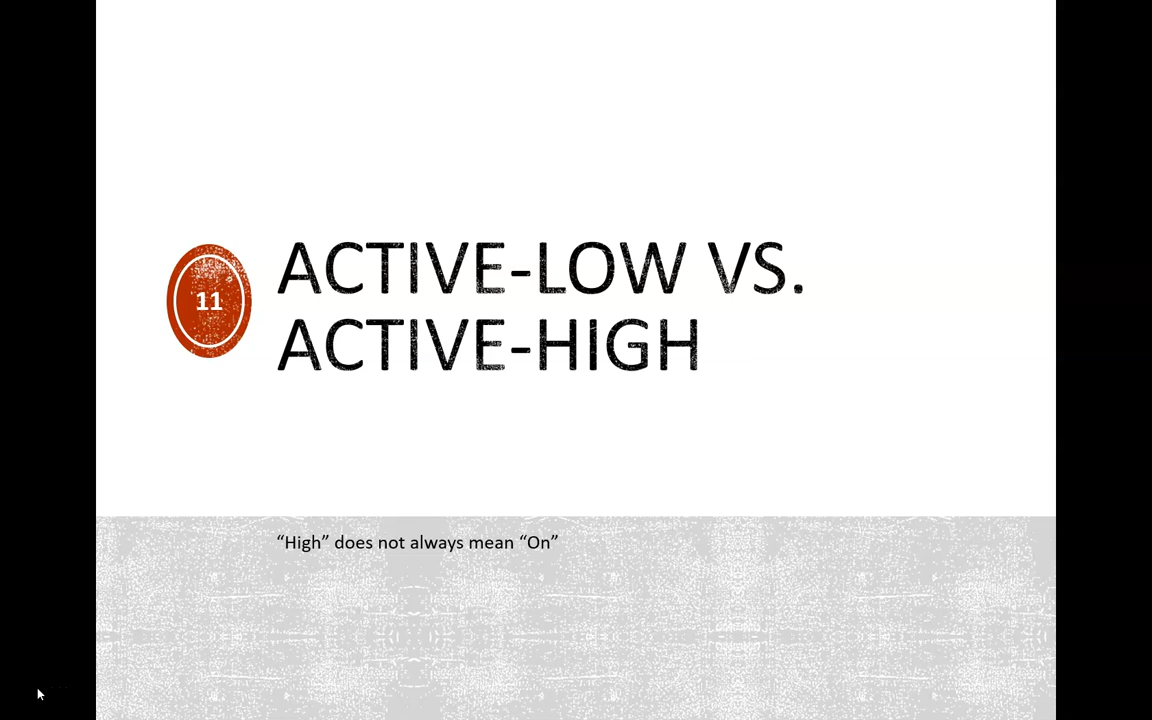 11
ACTIVE-LOW VS.
ACTIVE-HIGH
“High” does not always mean “On”